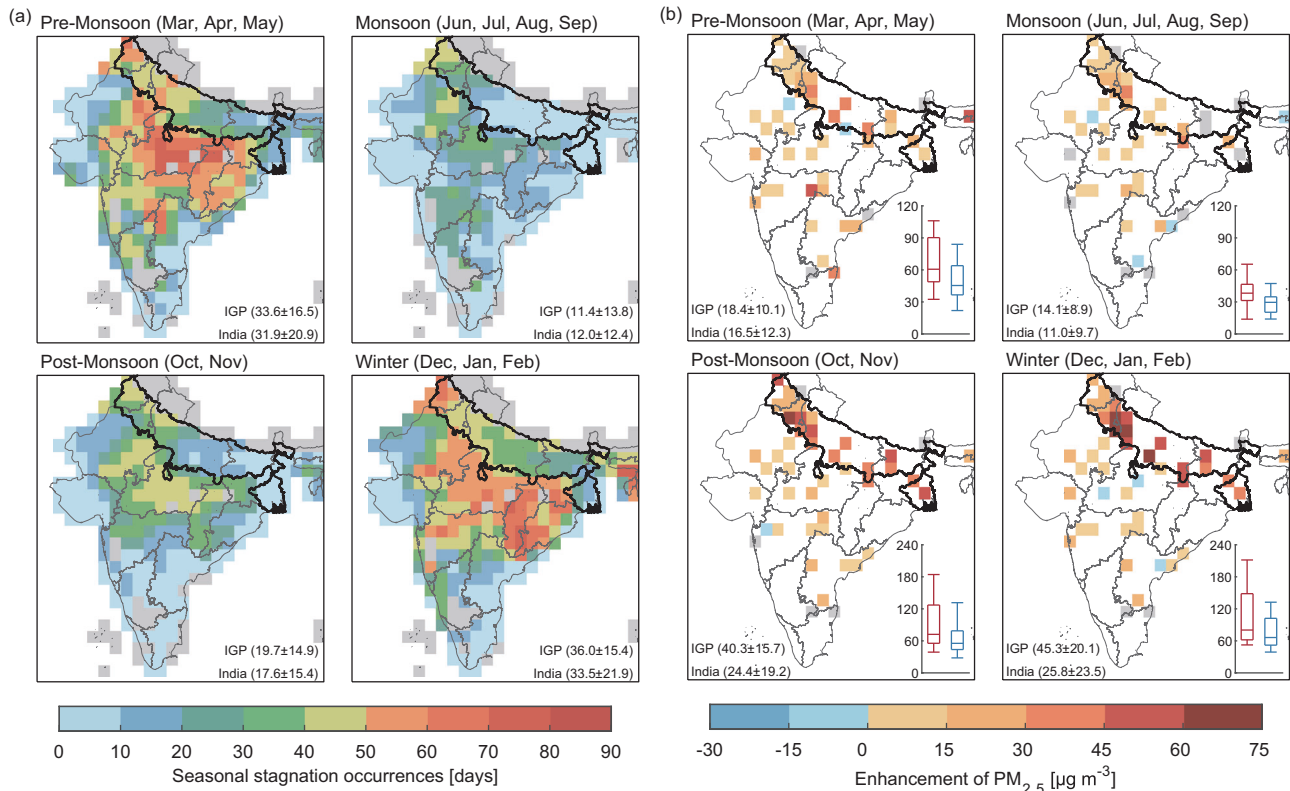 (a)
Pre-Monsoon (Mar, Apr, May)
IGP (33.6±16.5)
India (31.9±20.9)
Monsoon (Jun, Jul, Aug, Sep)
IGP (11.4±13.8)
India (12.0±12.4)
Post-Monsoon (Oct, Nov)
IGP (19.7±14.9)
India (17.6±15.4)
Winter (Dec, Jan, Feb)
IGP (36.0±15.4)
India (33.5±21.9)
0 10 20 30 40 50 60 70 80 90
Seasonal stagnation occurrences [days]
(b)
Pre-Monsoon (Mar, Apr, May)
120
90
60
30
0
IGP (18.4±10.1)
India (16.5±12.3)
Monsoon (Jun, Jul, Aug, Sep)
120
90
60
30
0
IGP (14.1±8.9)
India (11.0±9.7)
Post-Monsoon (Oct, Nov)
240
180
120
60
0
IGP (40.3±15.7)
India (24.4±19.2)
Winter (Dec, Jan, Feb)
240
180
120
60
0
IGP (45.3±20.1)
India (25.8±23.5)
-30 -15 0 15 30 45 60 75
Enhancement of PM2.5 [µg m−3]